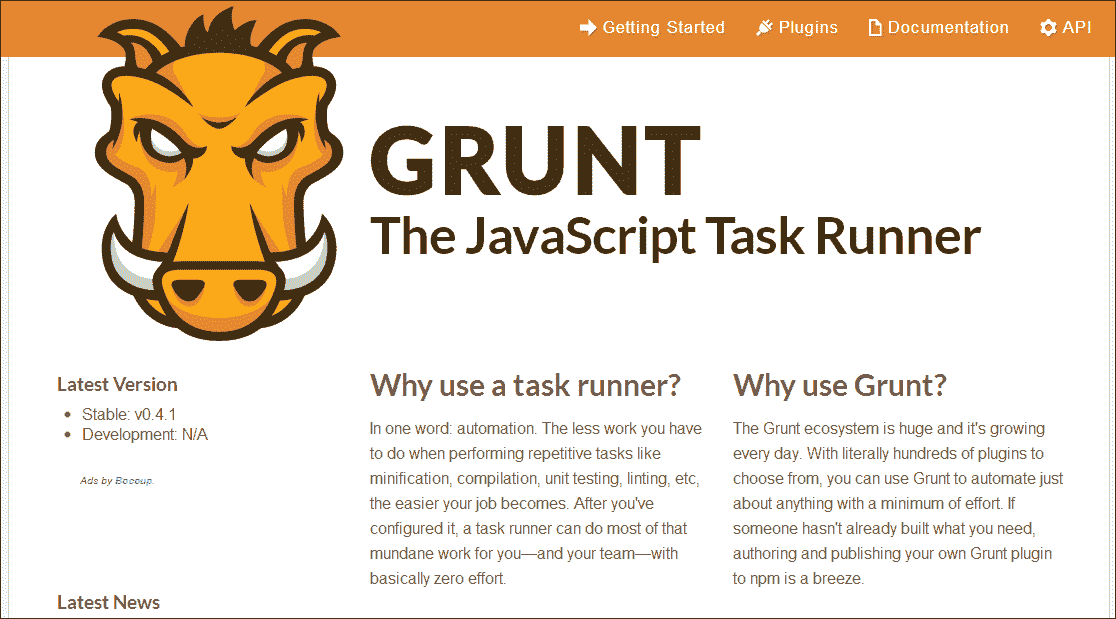 Getting Started Plugins Documentation API
GRUNT
The JavaScript Task Runner
Latest Version
Stable: v0.4.1
Development: N/A
Ads by Bocoup.
Latest News
Why use a task runner?
In one word: automation. The less work you have
to do when performing repetitive tasks like
minification, compilation, unit testing, linting, etc,
the easier your job becomes. After you've
configured it, a task runner can do most of that
mundane work for you—and your team—with
basically zero effort.
Why use Grunt?
The Grunt ecosystem is huge and it's growing
every day. With literally hundreds of plugins to
choose from, you can use Grunt to automate just
about anything with a minimum of effort. If
someone hasn't already built what you need,
authoring and publishing your own Grunt plugin
to npm is a breeze.